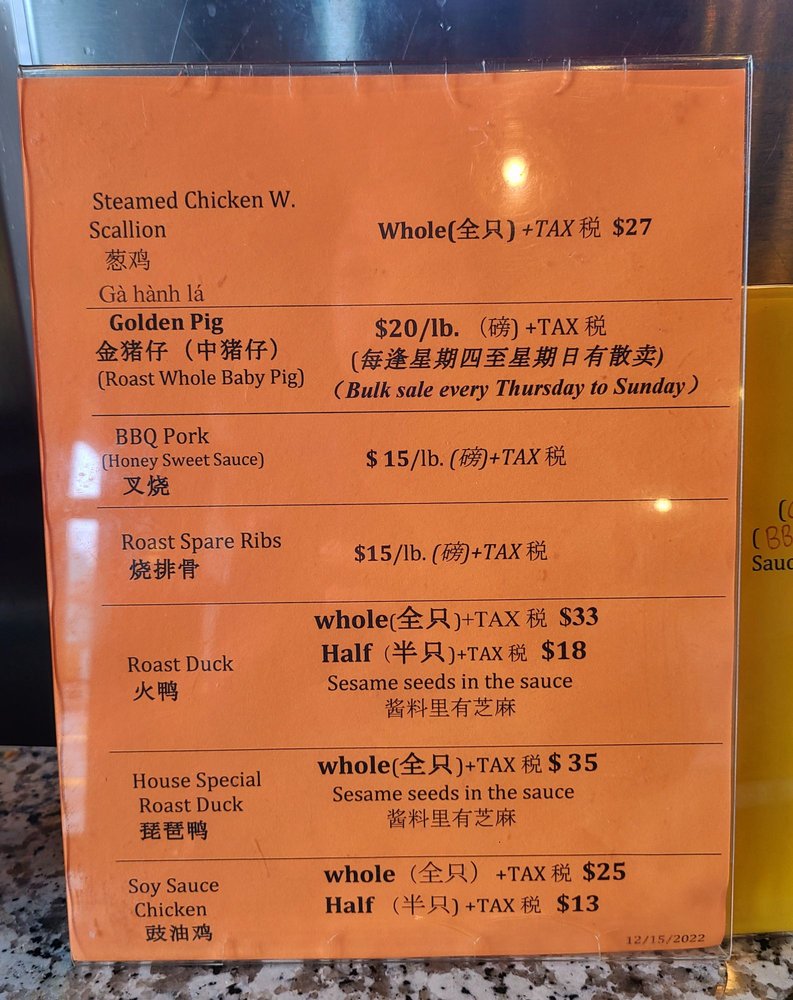 Steamed Chicken W.
Scallion
葱鸡
Gà hành lá
Whole(全只) +TAX 税 $27
Golden Pig
金猪仔（中猪仔）
(Roast Whole Baby Pig)
$20/lb. （磅) +TAX 税
(每逢星期四至星期日有散卖)
（Bulk sale every Thursday to Sunday）
BBQ Pork
(Honey Sweet Sauce)
叉烧
$ 15/lb. (磅)+TAX 税
Roast Spare Ribs
烧排骨
$15/lb. (磅)+TAX 税
Roast Duck
火鸭
whole(全只)+TAX 税 $33
Half（半只)+TAX 税 $18
Sesame seeds in the sauce
酱料里有芝麻
House Special
Roast Duck
琵琶鸭
whole(全只)+TAX 税 $ 35
Sesame seeds in the sauce
酱料里有芝麻
Soy Sauce
Chicken
豉油鸡
whole（全只） +TAX 税 $25
Half （半只) +TAX 税 $13
12/15/2022